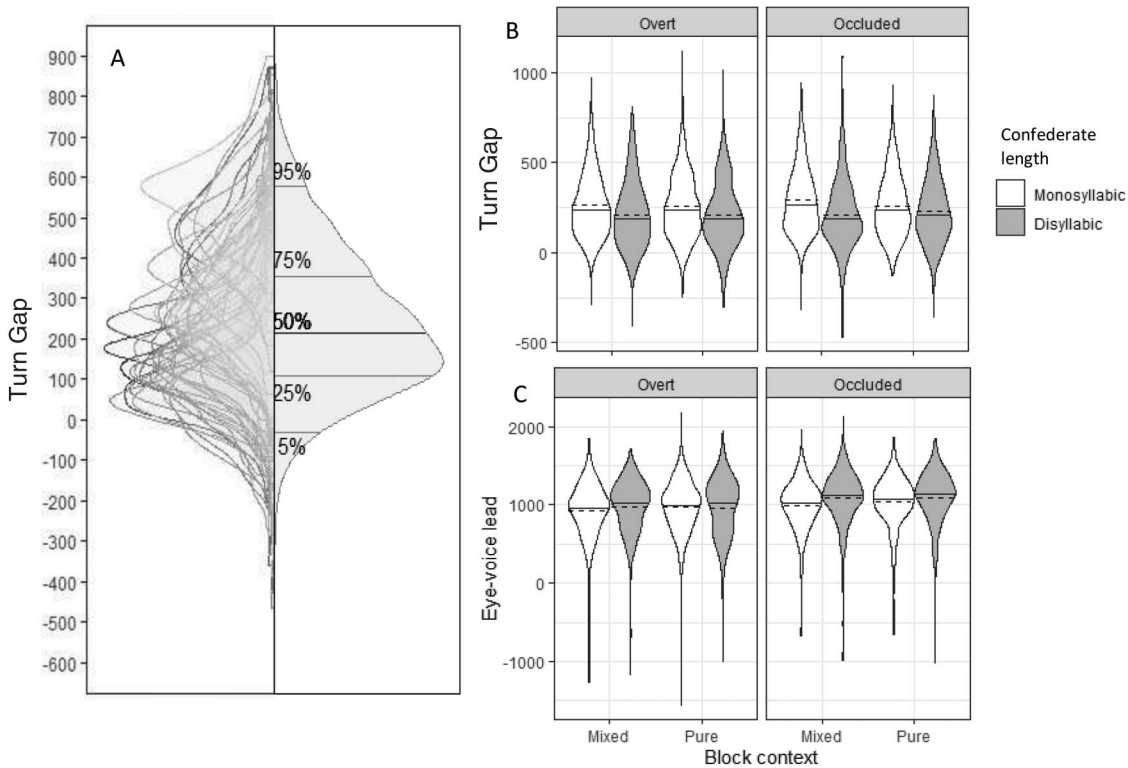 A
Turn Gap
900
800
700
600
500
400
300
200
100
0
-100
-200
-300
-400
-500
-600
95%
75%
50%
25%
5%
B
Overt
Occluded
Turn Gap
1000
500
0
-500
Confederate
length
Monosyllabic
Disyllabic
C
Overt
Occluded
Eye-voice lead
2000
1000
0
-1000
Mixed
Pure
Mixed
Pure
Block context